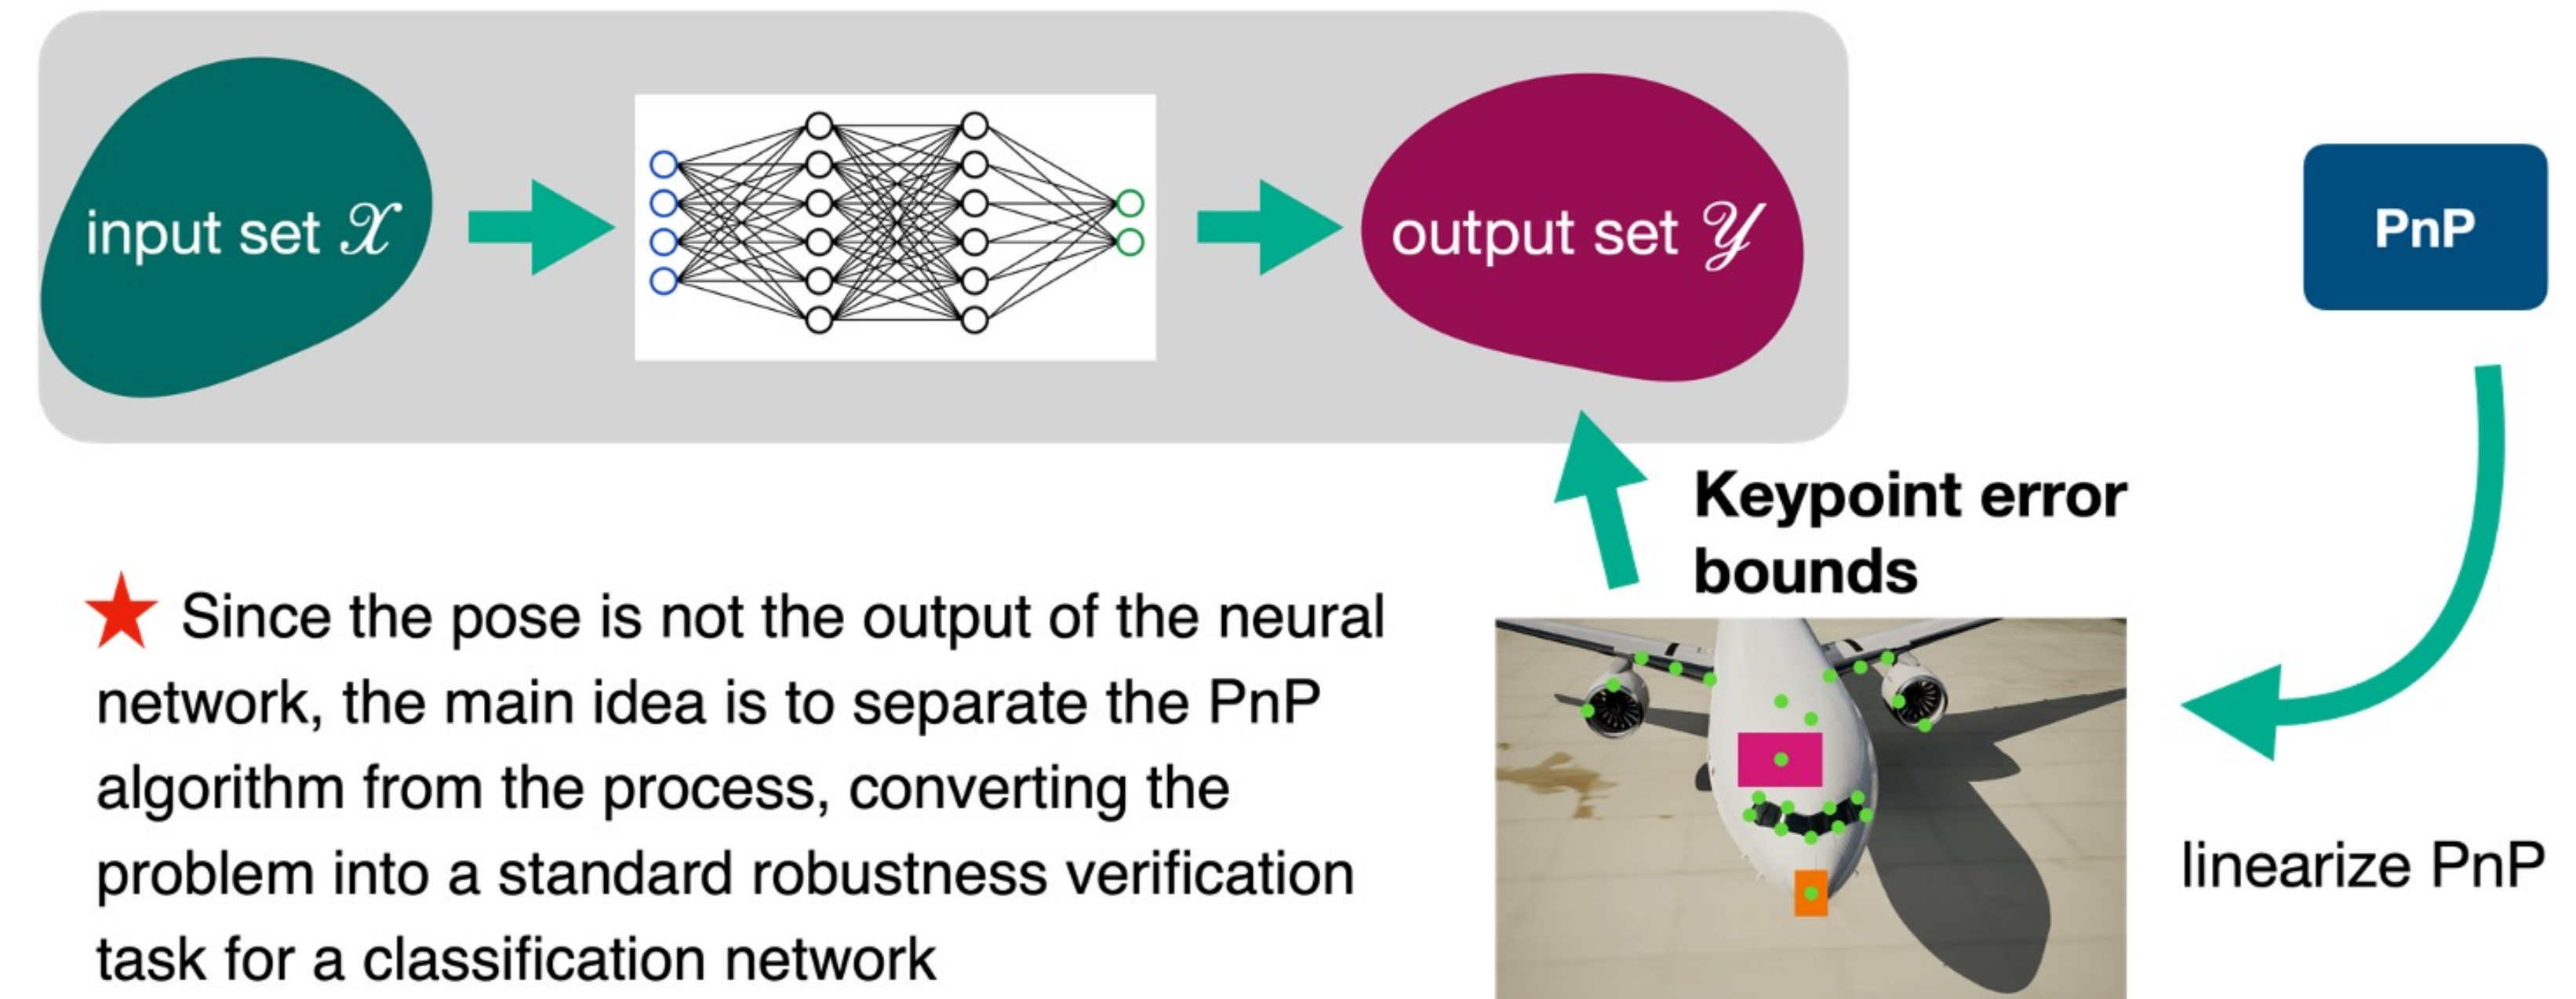 input set 𝒳
output set 𝒴
PnP
Keypoint error
bounds
Since the pose is not the output of the neural
network, the main idea is to separate the PnP
algorithm from the process, converting the
problem into a standard robustness verification
task for a classification network
linearize PnP